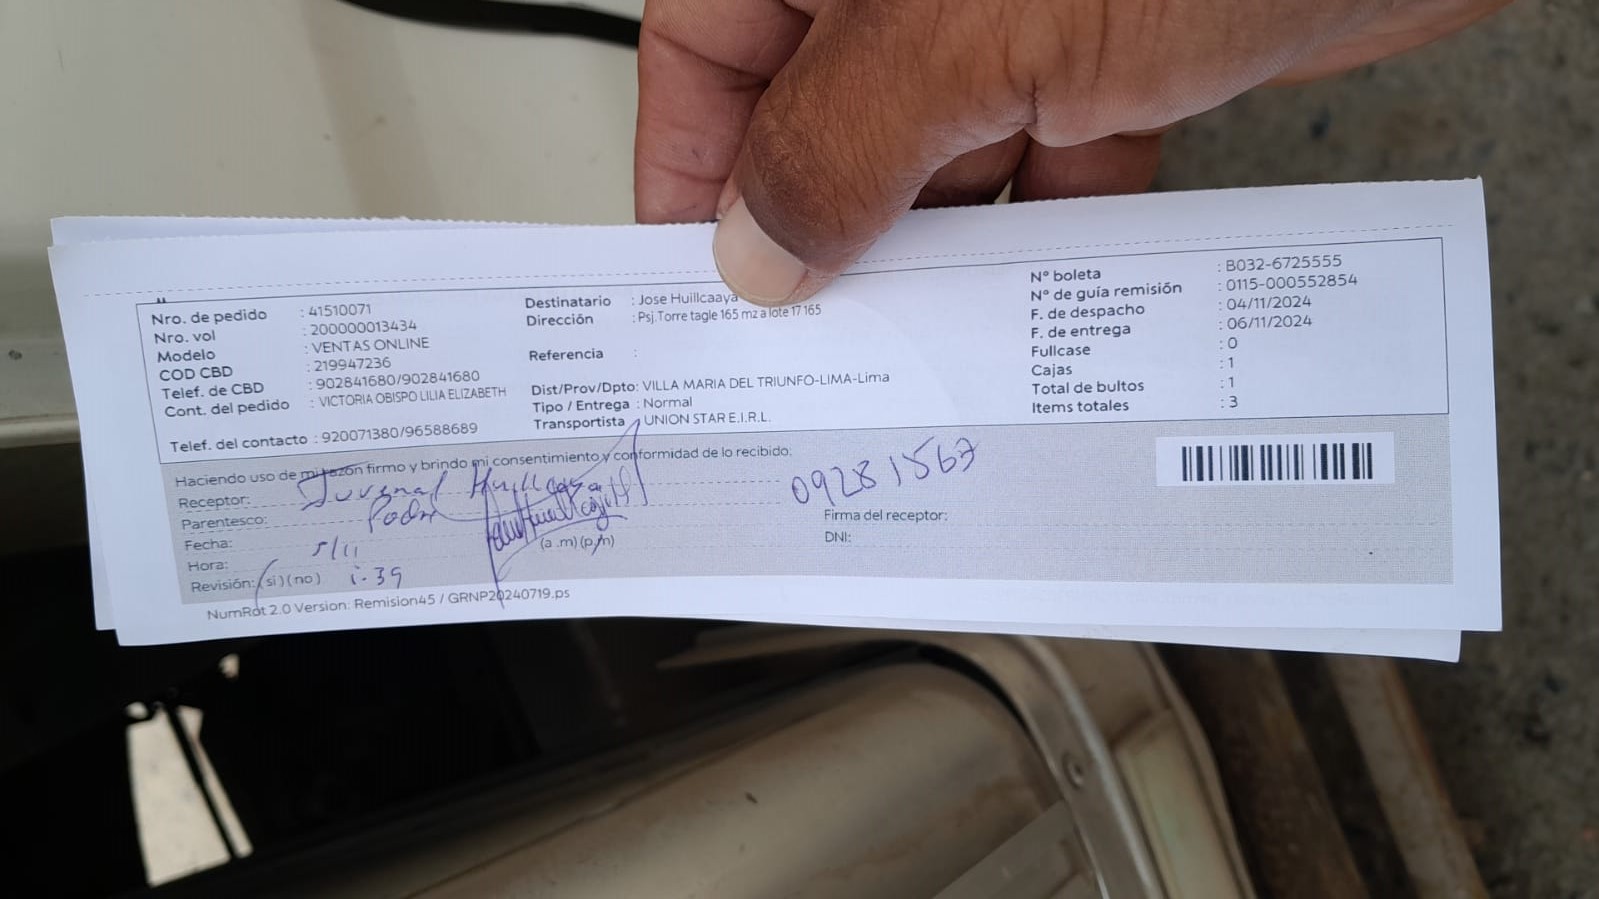 Nro. de pedido : 41510071
Nro. vol : 200000013434
Modelo : VENTAS ONLINE
COD CBD : 219947236
Telef. de CBD : 902841680/902841680
Cont. del pedido : VICTORIA OBISPO LILIA ELIZABETH
Telef. del contacto : 920071380/96588689
Destinatario : Jose Huillcaaya
Dirección : Psj.Torre tagle 165 mz a lote 17 165
Referencia :
Dist/Prov/Dpto: VILLA MARIA DEL TRIUNFO-LIMA-Lima
Tipo / Entrega : Normal
Transportista : UNION STAR E.I.R.L.
N° boleta : B032-6725555
N° de guía remisión : 0115-000552854
F. de despacho : 04/11/2024
F. de entrega : 06/11/2024
Fullcase : 0
Cajas : 1
Total de bultos : 1
Items totales : 3
Haciendo uso de mi razón firmo y brindo mi consentimiento y conformidad de lo recibido:
Receptor: Juvenal Huillcaya
Parentesco: Padre
Fecha: 5/11
Hora: (a .m) (p/m)
Revisión: (si) (no) 1-39
09281567
Firma del receptor:
DNI:
NumRot 2.0 Version: Remision45 / GRNP20240719.ps